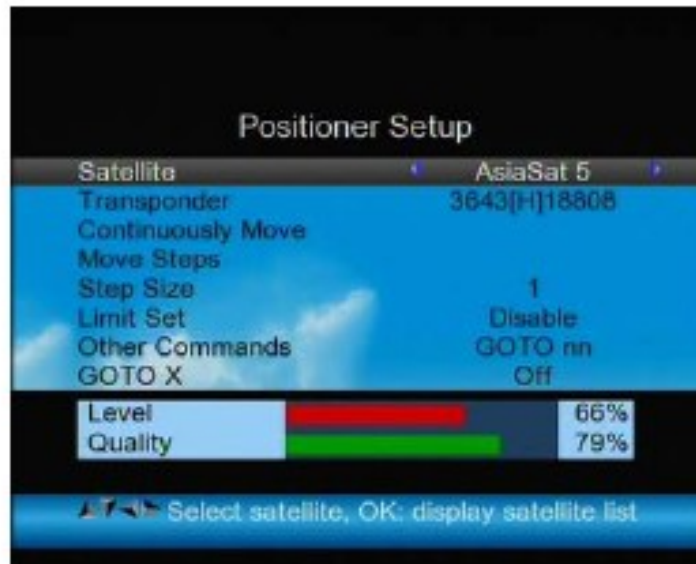 Positioner Setup
Satellite AsiaSat 5
Transponder 3643[H]18808
Continuously Move
Move Steps
Step Size 1
Limit Set Disable
Other Commands GOTO nn
GOTO X Off
Level 66%
Quality 79%
Select satellite, OK: display satellite list